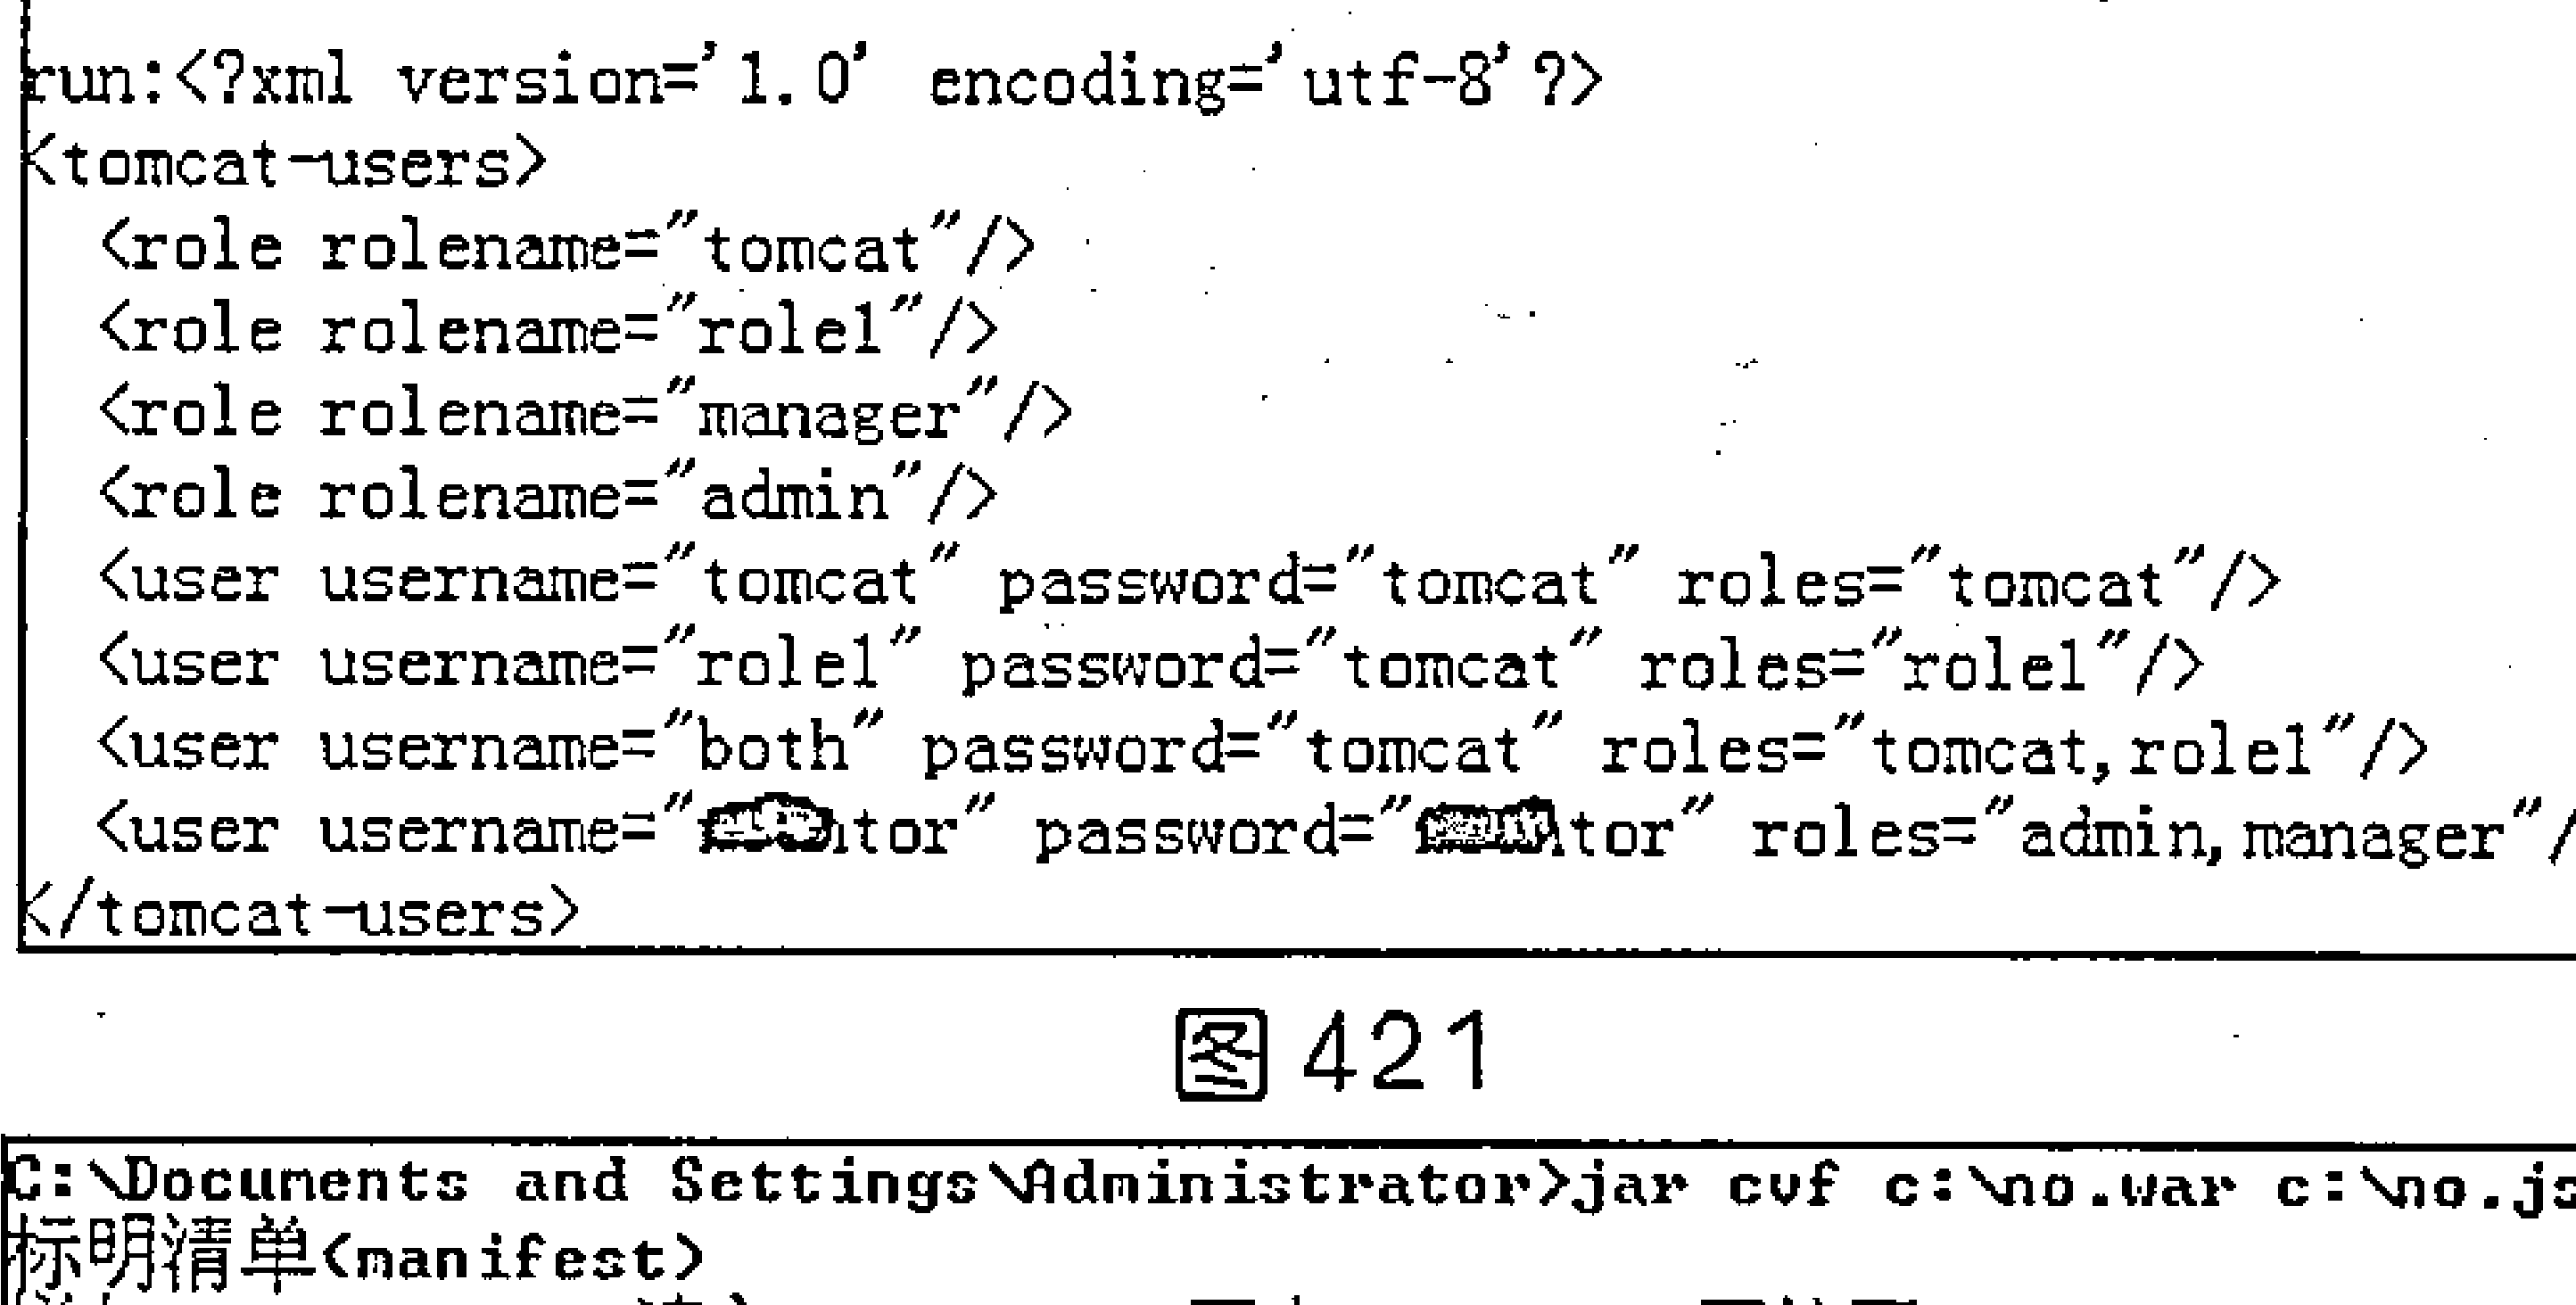 run:<?xml version='1.0' encoding='utf-8'?>
<tomcat-users>
<role rolename="tomcat"/>
<role rolename="role1"/>
<role rolename="manager"/>
<role rolename="admin"/>
<user username="tomcat" password="tomcat" roles="tomcat"/>
<user username="role1" password="tomcat" roles="role1"/>
<user username="both" password="tomcat" roles="tomcat,role1"/>
<user username="tor" password="tor" roles="admin,manager"/
</tomcat-users>
图 421
C:\Documents and Settings\Administrator>jar cvf c:\no.war c:\no.js
标明清单(manifest)